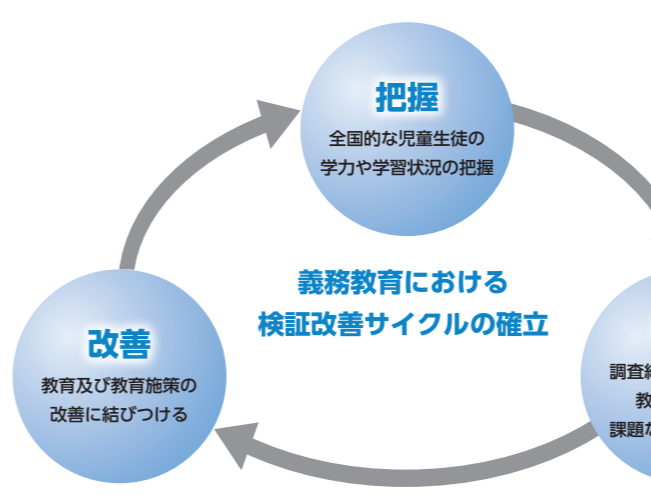 把握
全国的な児童生徒の
学力や学習状況の把握
義務教育における
検証改善サイクルの確立
改善
教育及び教育施策の
改善に結びつける
調査
教
課題